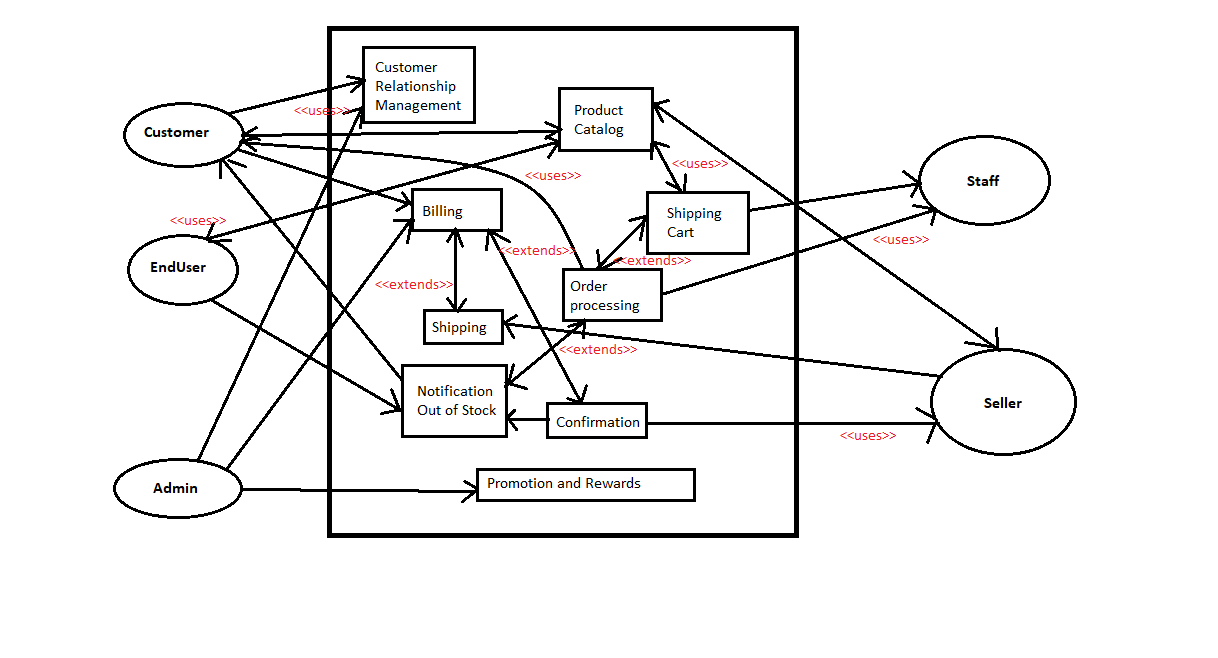 Customer
Relationship
Management
<<uses>>
Customer
Product
Catalog
<<uses>>
<<uses>>
Staff
<<uses>>
Billing
Shipping
Cart
<<uses>>
<<extends>>
<<extends>>
EndUser
<<extends>>
Order
processing
Shipping
<<extends>>
Notification
Out of Stock
Confirmation
<<uses>>
Seller
Admin
Promotion and Rewards